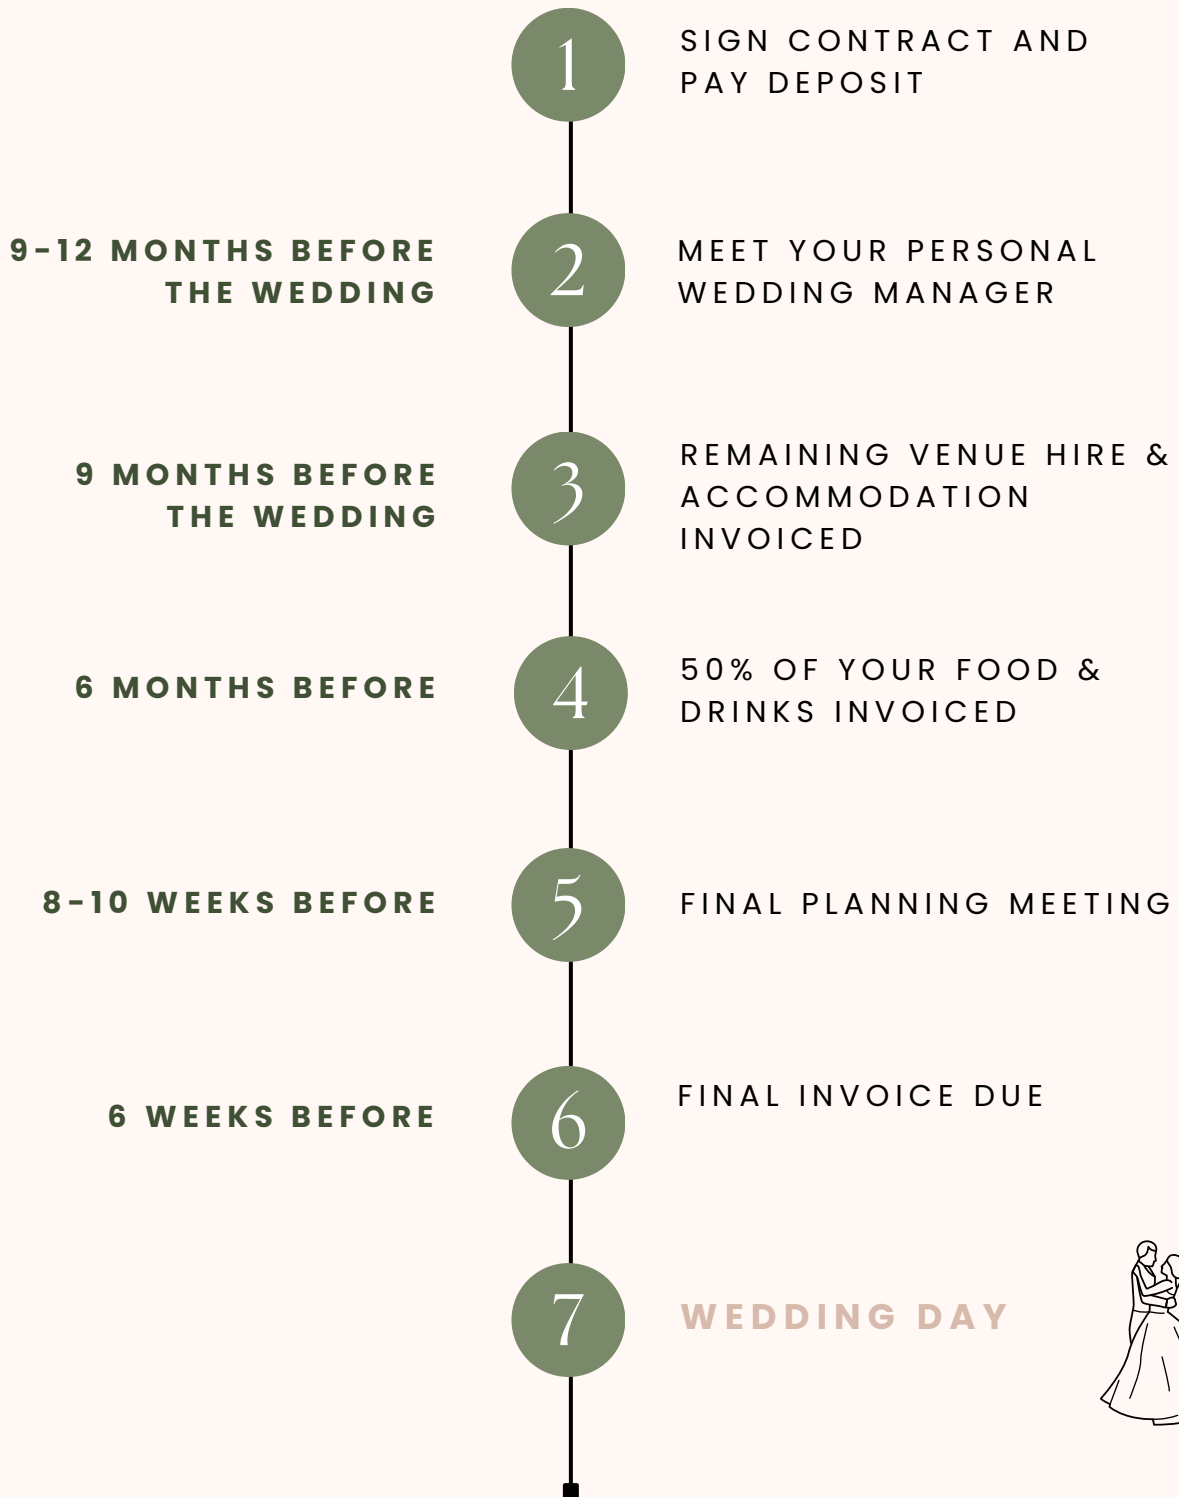 1
SIGN CONTRACT AND
PAY DEPOSIT
9-12 MONTHS BEFORE
THE WEDDING
2
MEET YOUR PERSONAL
WEDDING MANAGER
9 MONTHS BEFORE
THE WEDDING
3
REMAINING VENUE HIRE &
ACCOMMODATION
INVOICED
6 MONTHS BEFORE
4
50% OF YOUR FOOD &
DRINKS INVOICED
8-10 WEEKS BEFORE
5
FINAL PLANNING MEETING
6 WEEKS BEFORE
6
FINAL INVOICE DUE
7
WEDDING DAY